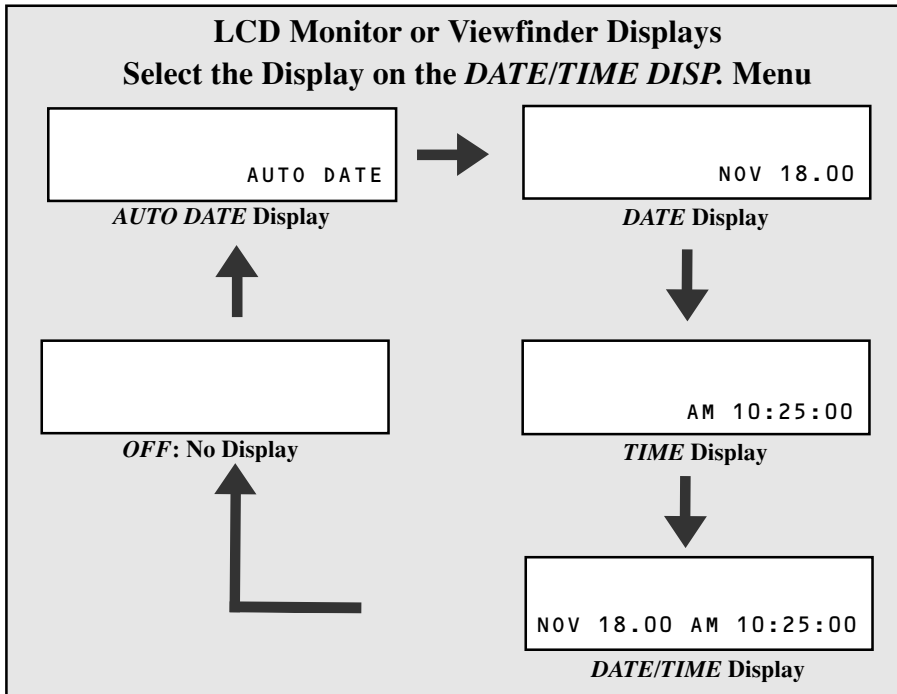 LCD Monitor or Viewfinder Displays
Select the Display on the DATE/TIME DISP. Menu
AUTO DATE
AUTO DATE Display
NOV 18.00
DATE Display
OFF: No Display
AM 10:25:00
TIME Display
NOV 18.00 AM 10:25:00
DATE/TIME Display